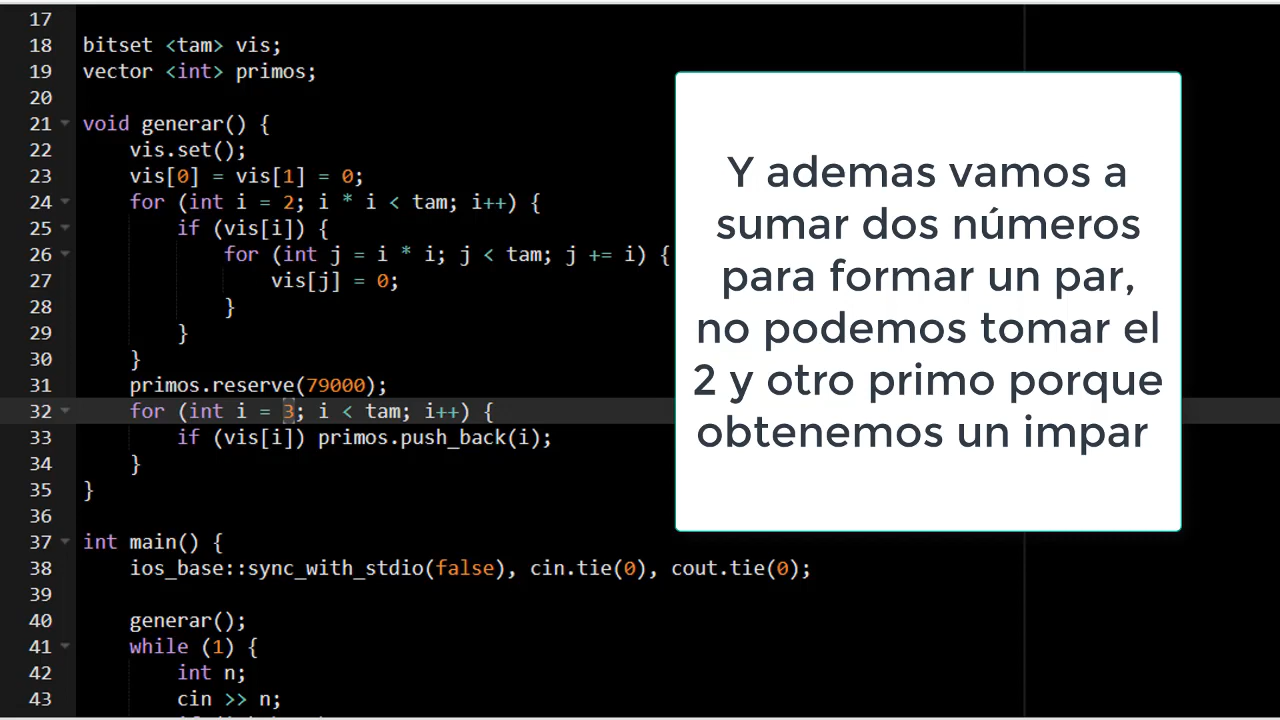 17
18 bitset <tam> vis;
19 vector <int> primos;
20
21 void generar() {
22 vis.set();
23 vis[0] = vis[1] = 0;
24 for (int i = 2; i * i < tam; i++) {
25 if (vis[i]) {
26 for (int j = i * i; j < tam; j += i) {
27 vis[j] = 0;
28 }
29 }
30 }
31 primos.reserve(79000);
32 for (int i = 3; i < tam; i++) {
33 if (vis[i]) primos.push_back(i);
34 }
35 }
36
37 int main() {
38 ios_base::sync_with_stdio(false), cin.tie(0), cout.tie(0);
39
40 generar();
41 while (1) {
42 int n;
43 cin >> n;
Y ademas vamos a
sumar dos números
para formar un par,
no podemos tomar el
2 y otro primo porque
obtenemos un impar